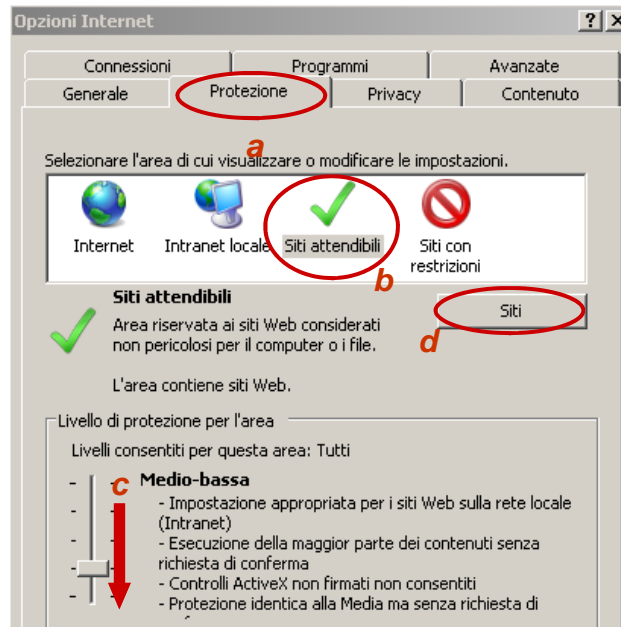 Opzioni Internet ? X
Connessioni Programmi Avanzate
Generale Protezione Privacy Contenuto
a
Selezionare l'area di cui visualizzare o modificare le impostazioni.
Internet Intranet locale Siti attendibili Siti con
restrizioni
b
Siti attendibili
Siti
Area riservata ai siti Web considerati
non pericolosi per il computer o i file.
d
L'area contiene siti Web.
Livello di protezione per l'area
Livelli consentiti per questa area: Tutti
c Medio-bassa
- Impostazione appropriata per i siti Web sulla rete locale
(Intranet)
- Esecuzione della maggior parte dei contenuti senza
richiesta di conferma
- Controlli ActiveX non firmati non consentiti
- Protezione identica alla Media ma senza richiesta di